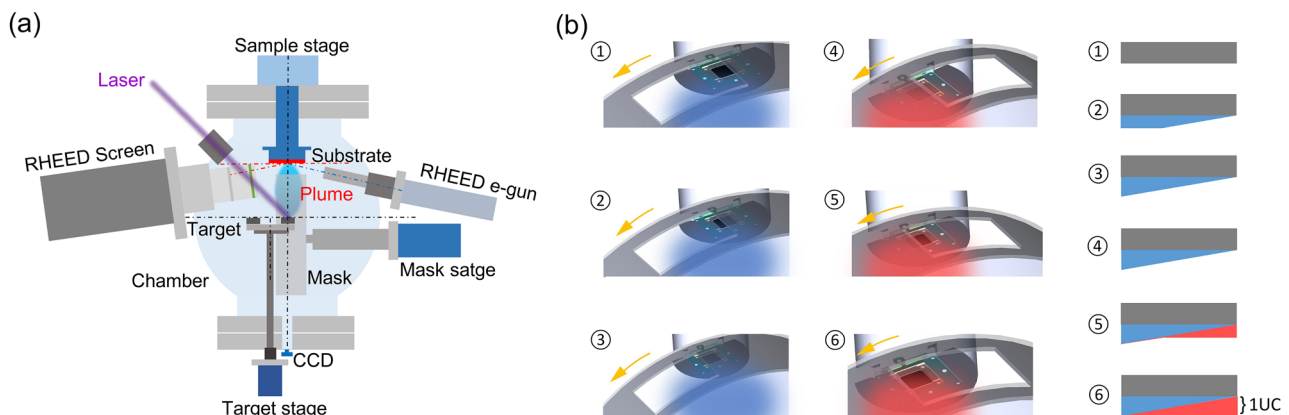 (a)
Sample stage
Laser
RHEED Screen
Substrate
RHEED e-gun
Plume
Target
Mask satge
Chamber
Mask
CCD
Target stage
(b)
①
④
①
②
②
⑤
③
④
③
⑥
⑤
⑥
}1UC